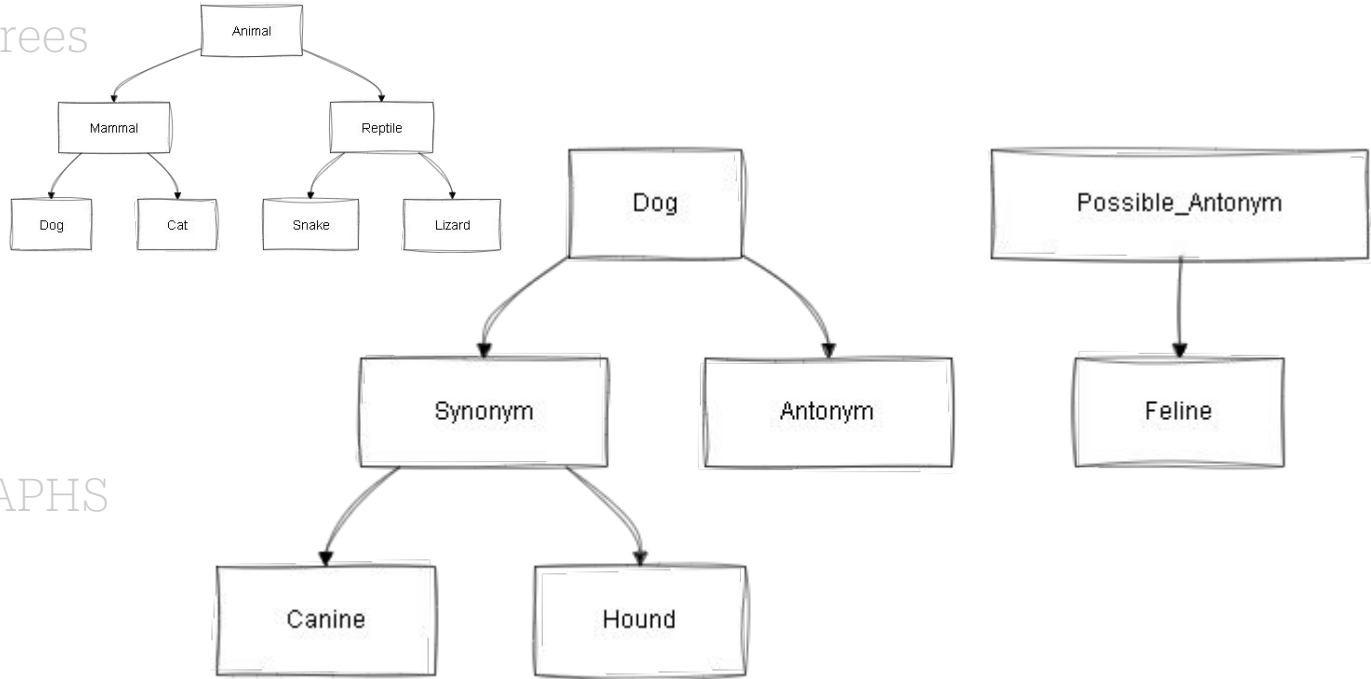 rees
Animal
Mammal
Reptile
Dog
Cat
Snake
Lizard
Dog
Possible_Antonym
Synonym
Antonym
Feline
APHS
Canine
Hound